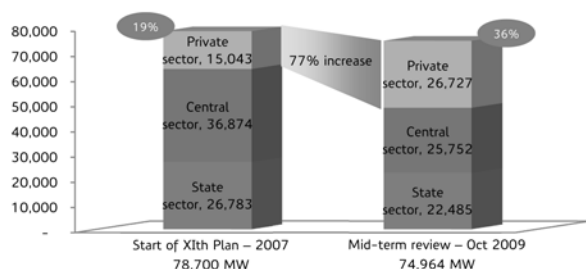 19%
36%
80,000
70,000
60,000
50,000
40,000
30,000
20,000
10,000
-
Private
sector, 15,043
Central
sector, 36,874
State
sector, 26,783
77% increase
Private
sector, 26,727
Central
sector, 25,752
State
sector, 22,485
Start of XIth Plan – 2007
78,700 MW
Mid-term review – Oct 2009
74,964 MW